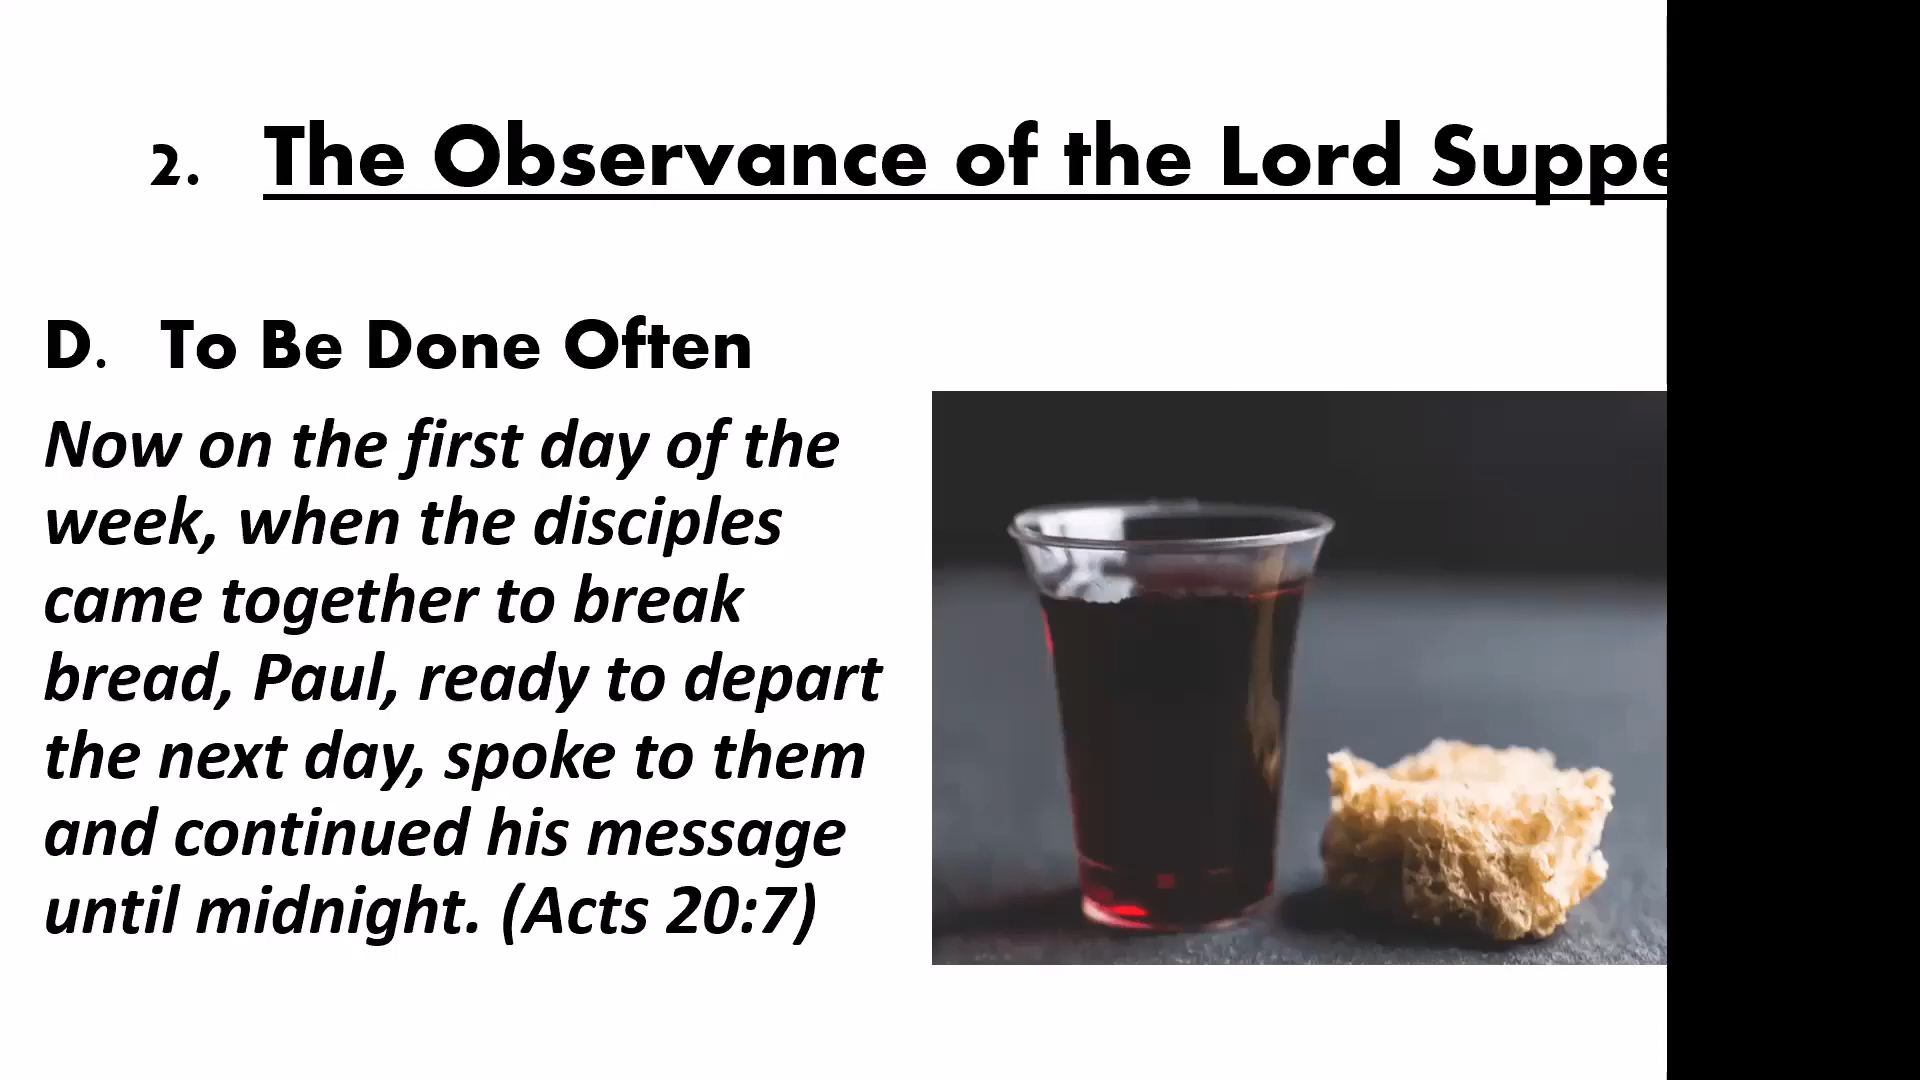 2. The Observance of the Lord Suppe
D. To Be Done Often
Now on the first day of the
week, when the disciples
came together to break
bread, Paul, ready to depart
the next day, spoke to them
and continued his message
until midnight. (Acts 20:7)